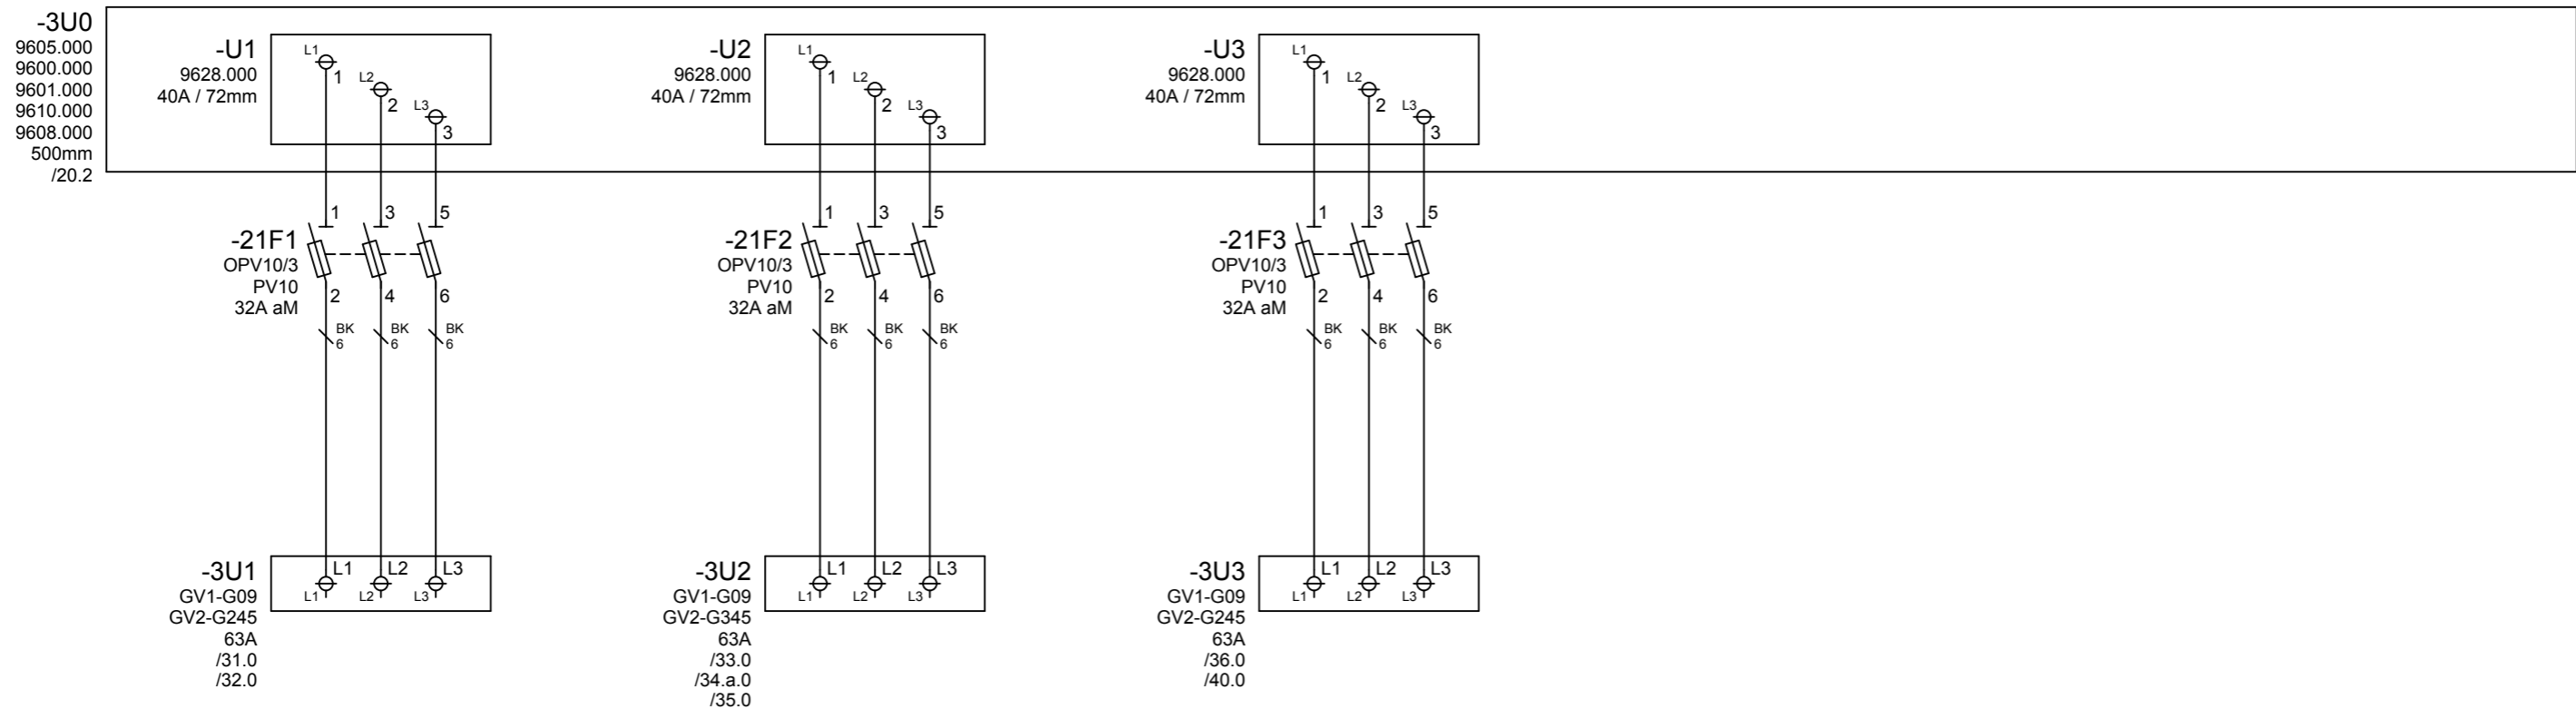 -3U0
9605.000
9600.000
9601.000
9610.000
9608.000
500mm
/20.2
-U1
9628.000
40A / 72mm
L1
1
L2
2
L3
3
-U2
9628.000
40A / 72mm
L1
1
L2
2
L3
3
-U3
9628.000
40A / 72mm
L1
1
L2
2
L3
3
-21F1
OPV10/3
PV10
32A aM
1
3
5
2
4
6
BK
6
BK
6
BK
6
-21F2
OPV10/3
PV10
32A aM
1
3
5
2
4
6
BK
6
BK
6
BK
6
-21F3
OPV10/3
PV10
32A aM
1
3
5
2
4
6
BK
6
BK
6
BK
6
-3U1
GV1-G09
GV2-G245
63A
/31.0
/32.0
L1
L2
L3
L1
L2
L3
-3U2
GV1-G09
GV2-G345
63A
/33.0
/34.a.0
/35.0
L1
L2
L3
L1
L2
L3
-3U3
GV1-G09
GV2-G245
63A
/36.0
/40.0
L1
L2
L3
L1
L2
L3